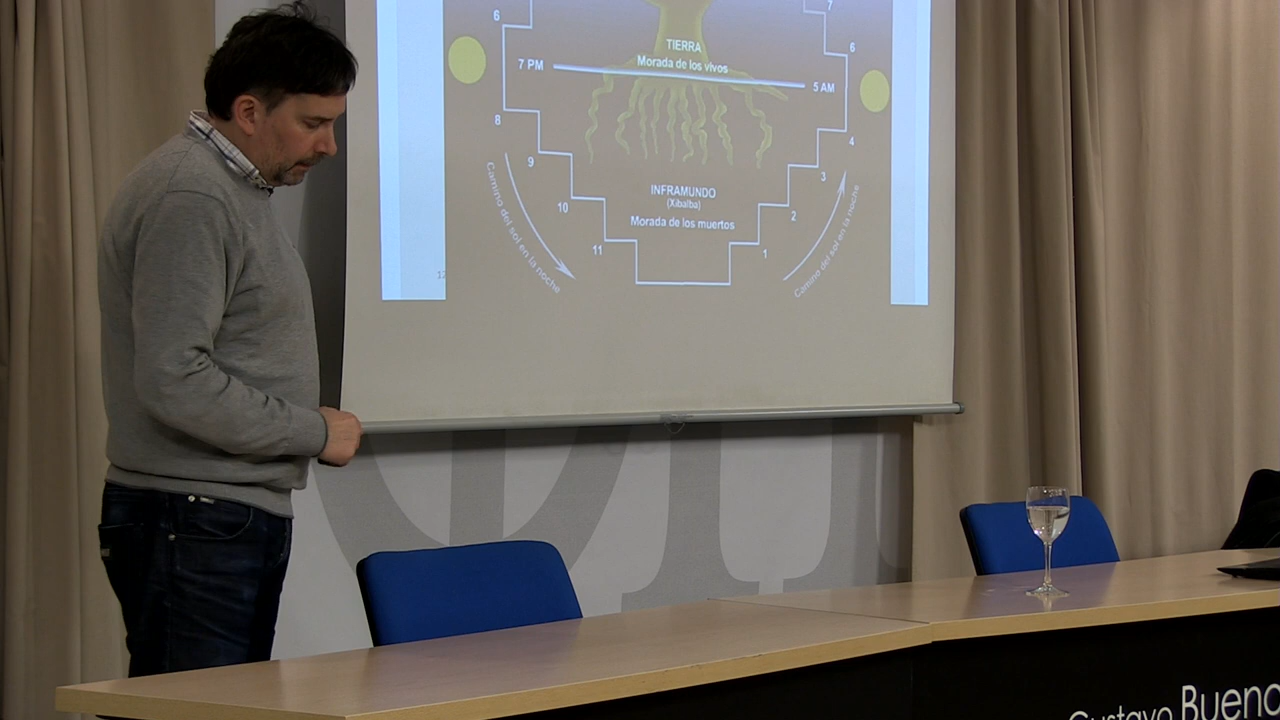 6
7
TIERRA
6
Morada de los vivos
7 PM
5 AM
8
4
9
3
INFRAMUNDO
(Xibalba)
10
2
Morada de los muertos
11
1
Camino del sol en la noche
Camino del sol en la noche
12
Gustavo Bueno